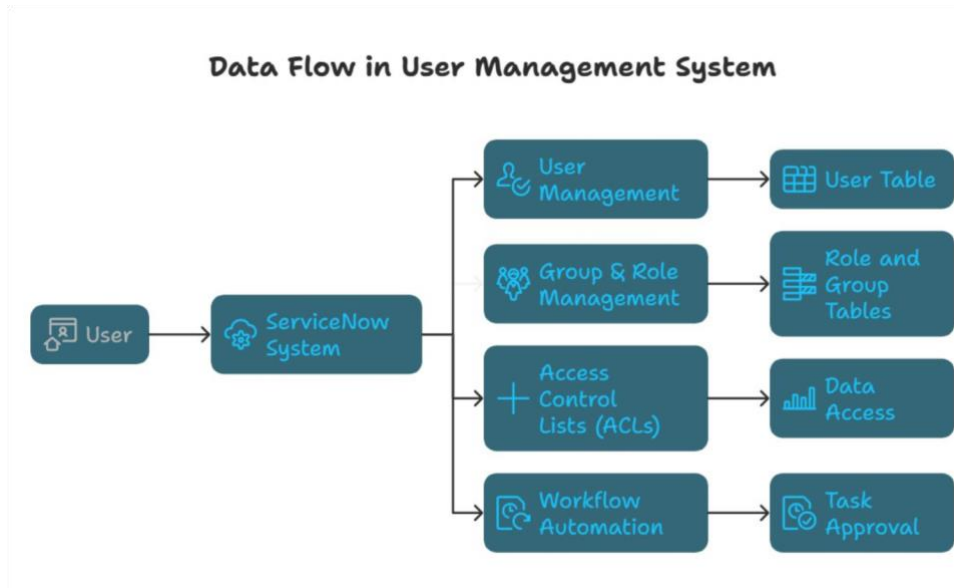 Data Flow in User Management System
User
Management
User Table
Group & Role
Management
Role and
Group
Tables
User
ServiceNow
System
Access
Control
Lists (ACLs)
Data
Access
Workflow
Automation
Task
Approval